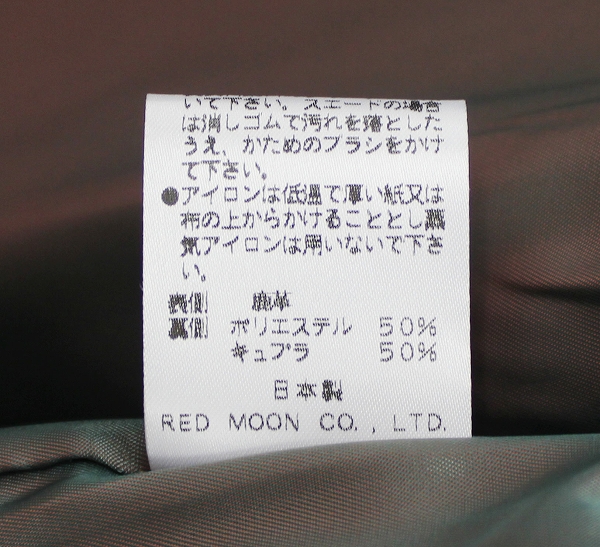 いて下さい。スエードの場合
は消しゴムで汚れを落とした
うえ、かためのブラシをかけ
て下さい。
●アイロンは低温で厚い紙又は
布の上からかけることとし蒸
気アイロンは用いないで下さ
い。
表側 鹿革
裏側 ポリエステル 50%
キュプラ 50%
日本製
RED MOON CO., LTD.